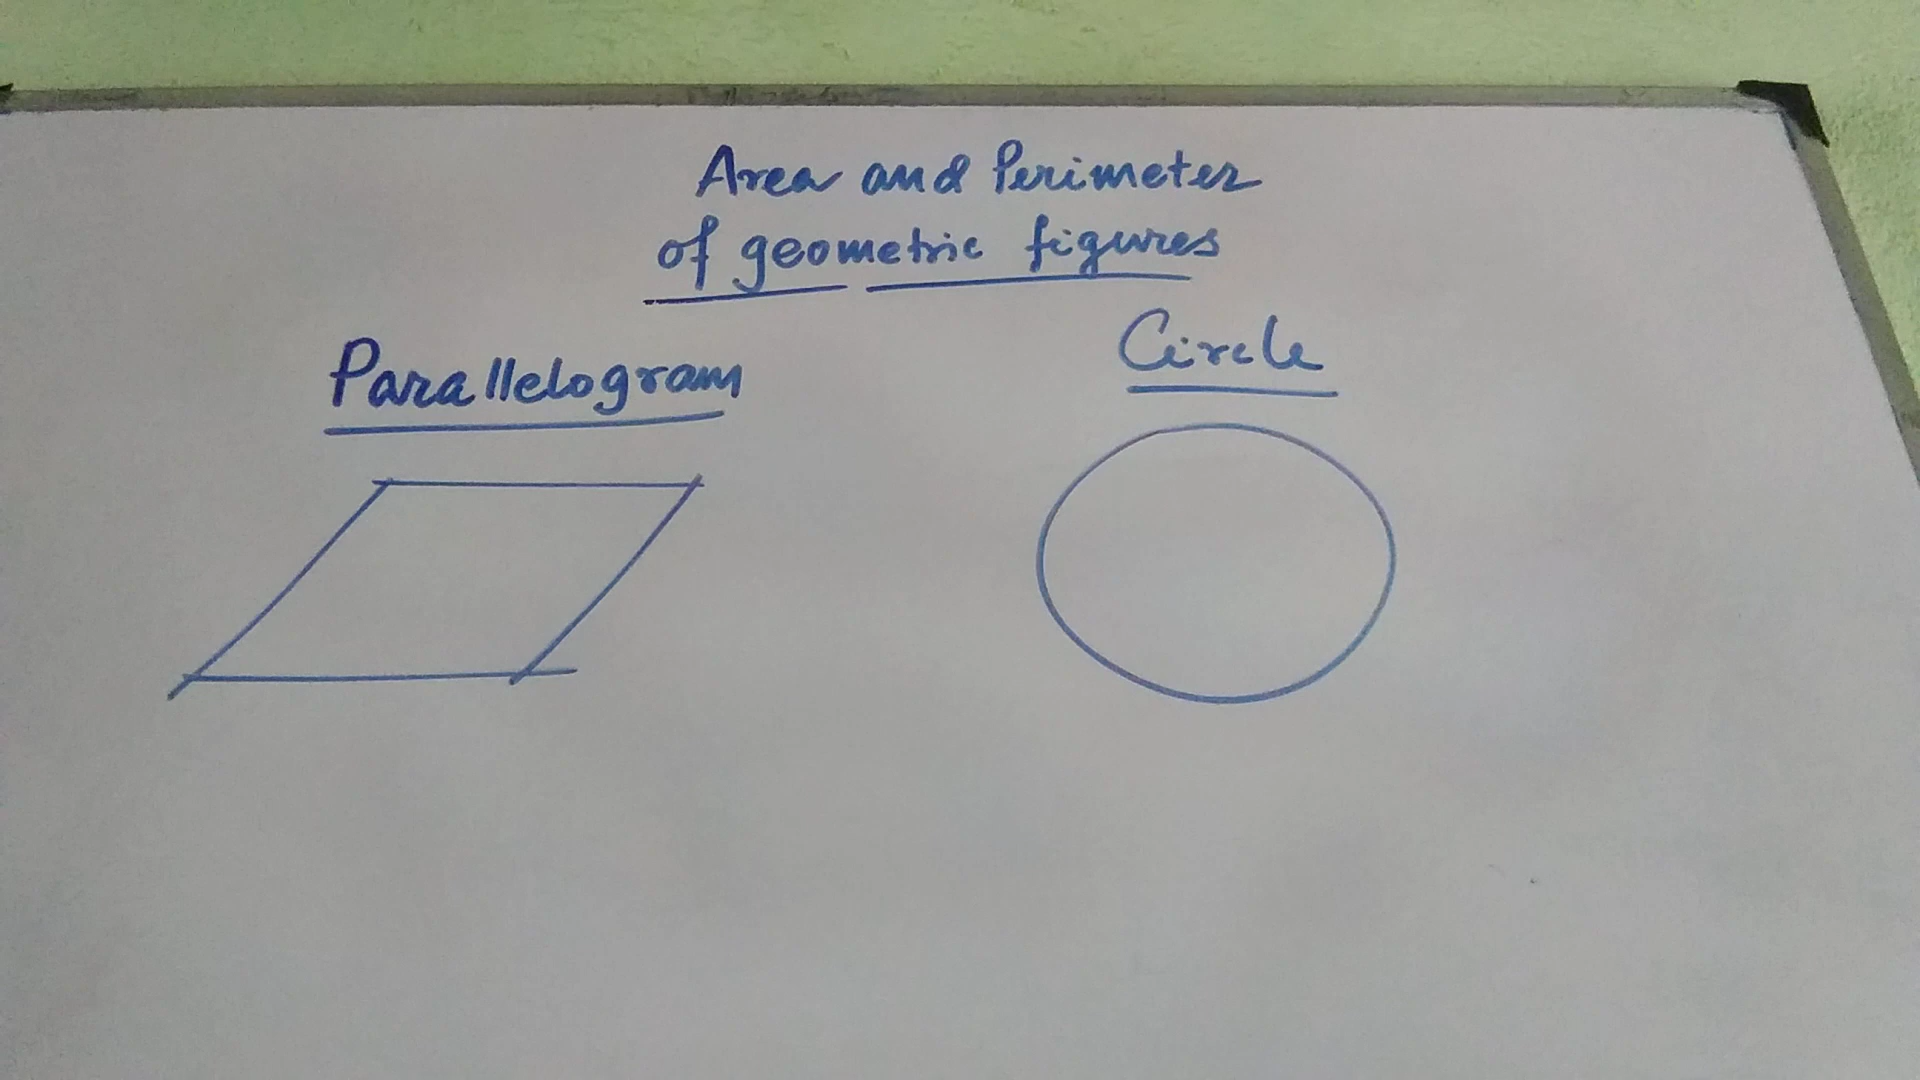 Area and Perimeter
of geometric figures
Parallelogram
Circle